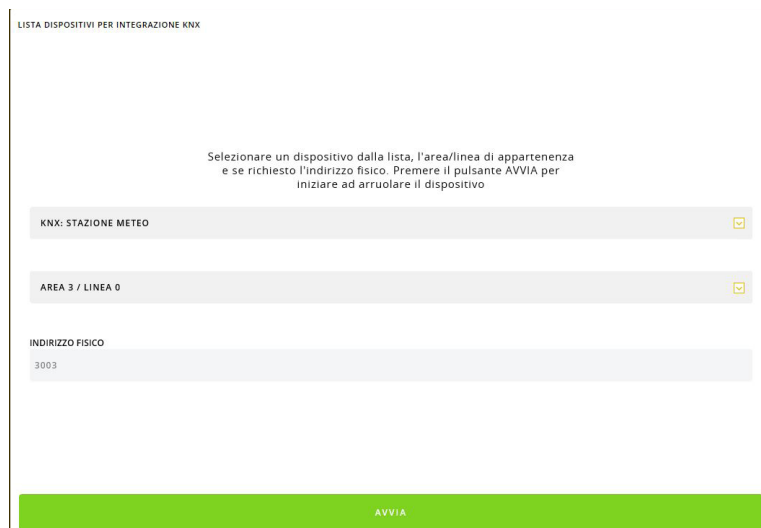 LISTA DISPOSITIVI PER INTEGRAZIONE KNX
Selezionare un dispositivo dalla lista, l'area/linea di appartenenza
e se richiesto l'indirizzo fisico. Premere il pulsante AVVIA per
iniziare ad arruolare il dispositivo
KNX: STAZIONE METEO
AREA 3 / LINEA 0
INDIRIZZO FISICO
3003
AVVIA